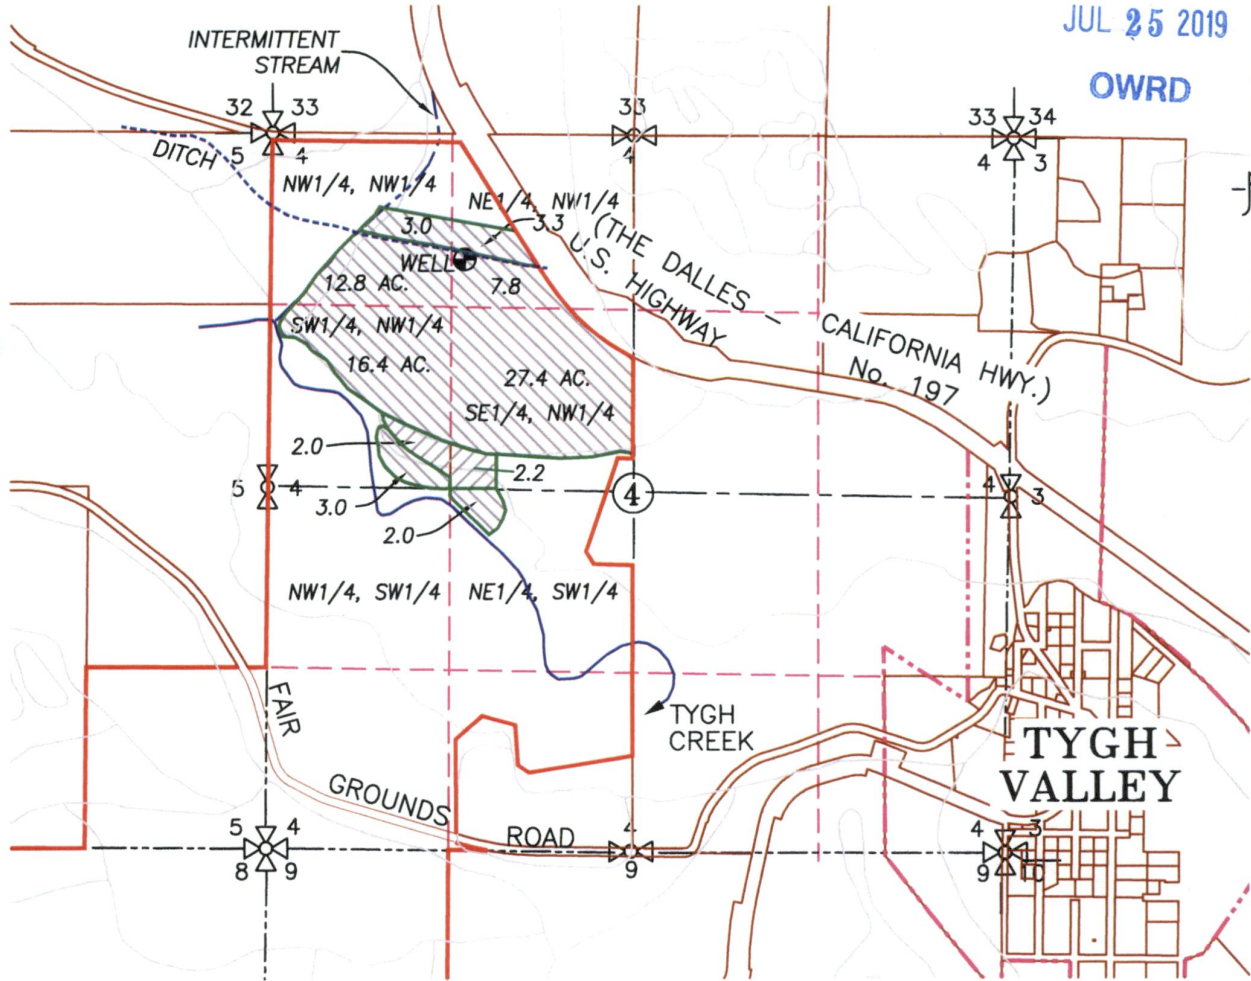 JUL 25 2019
OWRD
INTERMITTENT
STREAM
32 33
33
33 34
5 4
4
4 3
DITCH
NW1/4, NW1/4
NE1/4, NW1/4
3.0
3.3
WELL
12.8 AC.
7.8
(THE DALLES – CALIFORNIA HWY.)
U.S. HIGHWAY
No. 197
SW1/4, NW1/4
16.4 AC.
27.4 AC.
SE1/4, NW1/4
2.0
2.2
5 4
4
4 3
3.0
2.0
NW1/4, SW1/4
NE1/4, SW1/4
FAIR
GROUNDS
ROAD
TYGH
CREEK
TYGH
VALLEY
5 4
4
4 3
8 9
9
9 10